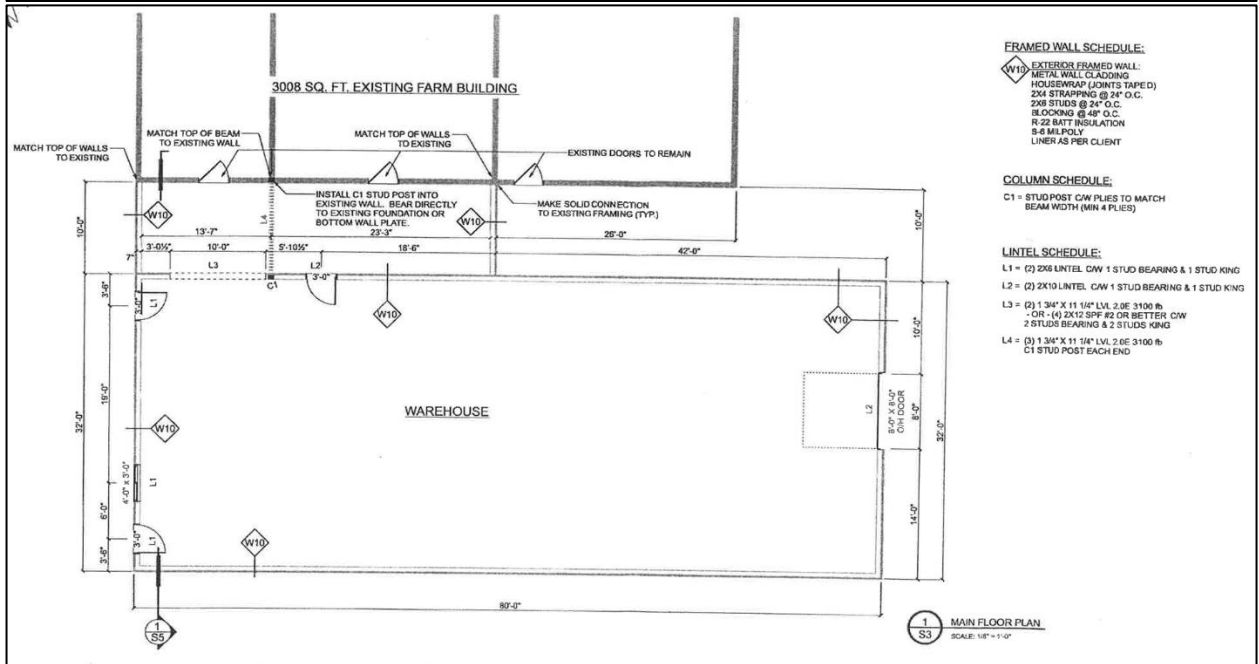 3008 SQ. FT. EXISTING FARM BUILDING
MATCH TOP OF WALLS
TO EXISTING
MATCH TOP OF BEAM
TO EXISTING WALL
MATCH TOP OF WALLS
TO EXISTING
EXISTING DOORS TO REMAIN
INSTALL C1 STUD POST INTO
EXISTING WALL. BEAR DIRECTLY
TO EXISTING FOUNDATION OR
BOTTOM WALL PLATE.
MAKE SOLID CONNECTION
TO EXISTING FRAMING (TYP.)
W10
W10
L4
10'-0"
10'-0"
13'-7"
23'-3"
26'-0"
7"
3'-0½"
10'-0"
5'-10½"
18'-6"
42'-0"
L3
L2
C1
3'-0"
W10
W10
3'-6"
3'-0"
L1
19'-0"
32'-0"
W10
4'-0" x 3'-0"
L1
6'-0"
3'-0"
L1
3'-6"
W10
WAREHOUSE
10'-0"
L2
8'-0" X 8'-0"
O/H DOOR
8'-0"
32'-0"
14'-0"
80'-0"
1
S5
1
S3
MAIN FLOOR PLAN
SCALE: 1/8" = 1'-0"
FRAMED WALL SCHEDULE:
W10
EXTERIOR FRAMED WALL:
METAL WALL CLADDING
HOUSEWRAP (JOINTS TAPED)
2X4 STRAPPING @ 24" O.C.
2X6 STUDS @ 24" O.C.
BLOCKING @ 48" O.C.
R-22 BATT INSULATION
6 MILPOLY
LINER AS PER CLIENT
COLUMN SCHEDULE:
C1 = STUD POST C/W PLIES TO MATCH
BEAM WIDTH (MIN 4 PLIES)
LINTEL SCHEDULE:
L1 = (2) 2X6 LINTEL C/W 1 STUD BEARING & 1 STUD KING
L2 = (2) 2X10 LINTEL C/W 1 STUD BEARING & 1 STUD KING
L3 = (2) 1 3/4" X 11 1/4" LVL 2.0E 3100 fb
- OR - (4) 2X12 SPF #2 OR BETTER C/W
2 STUDS BEARING & 2 STUDS KING
L4 = (3) 1 3/4" X 11 1/4" LVL 2.0E 3100 fb
C1 STUD POST EACH END